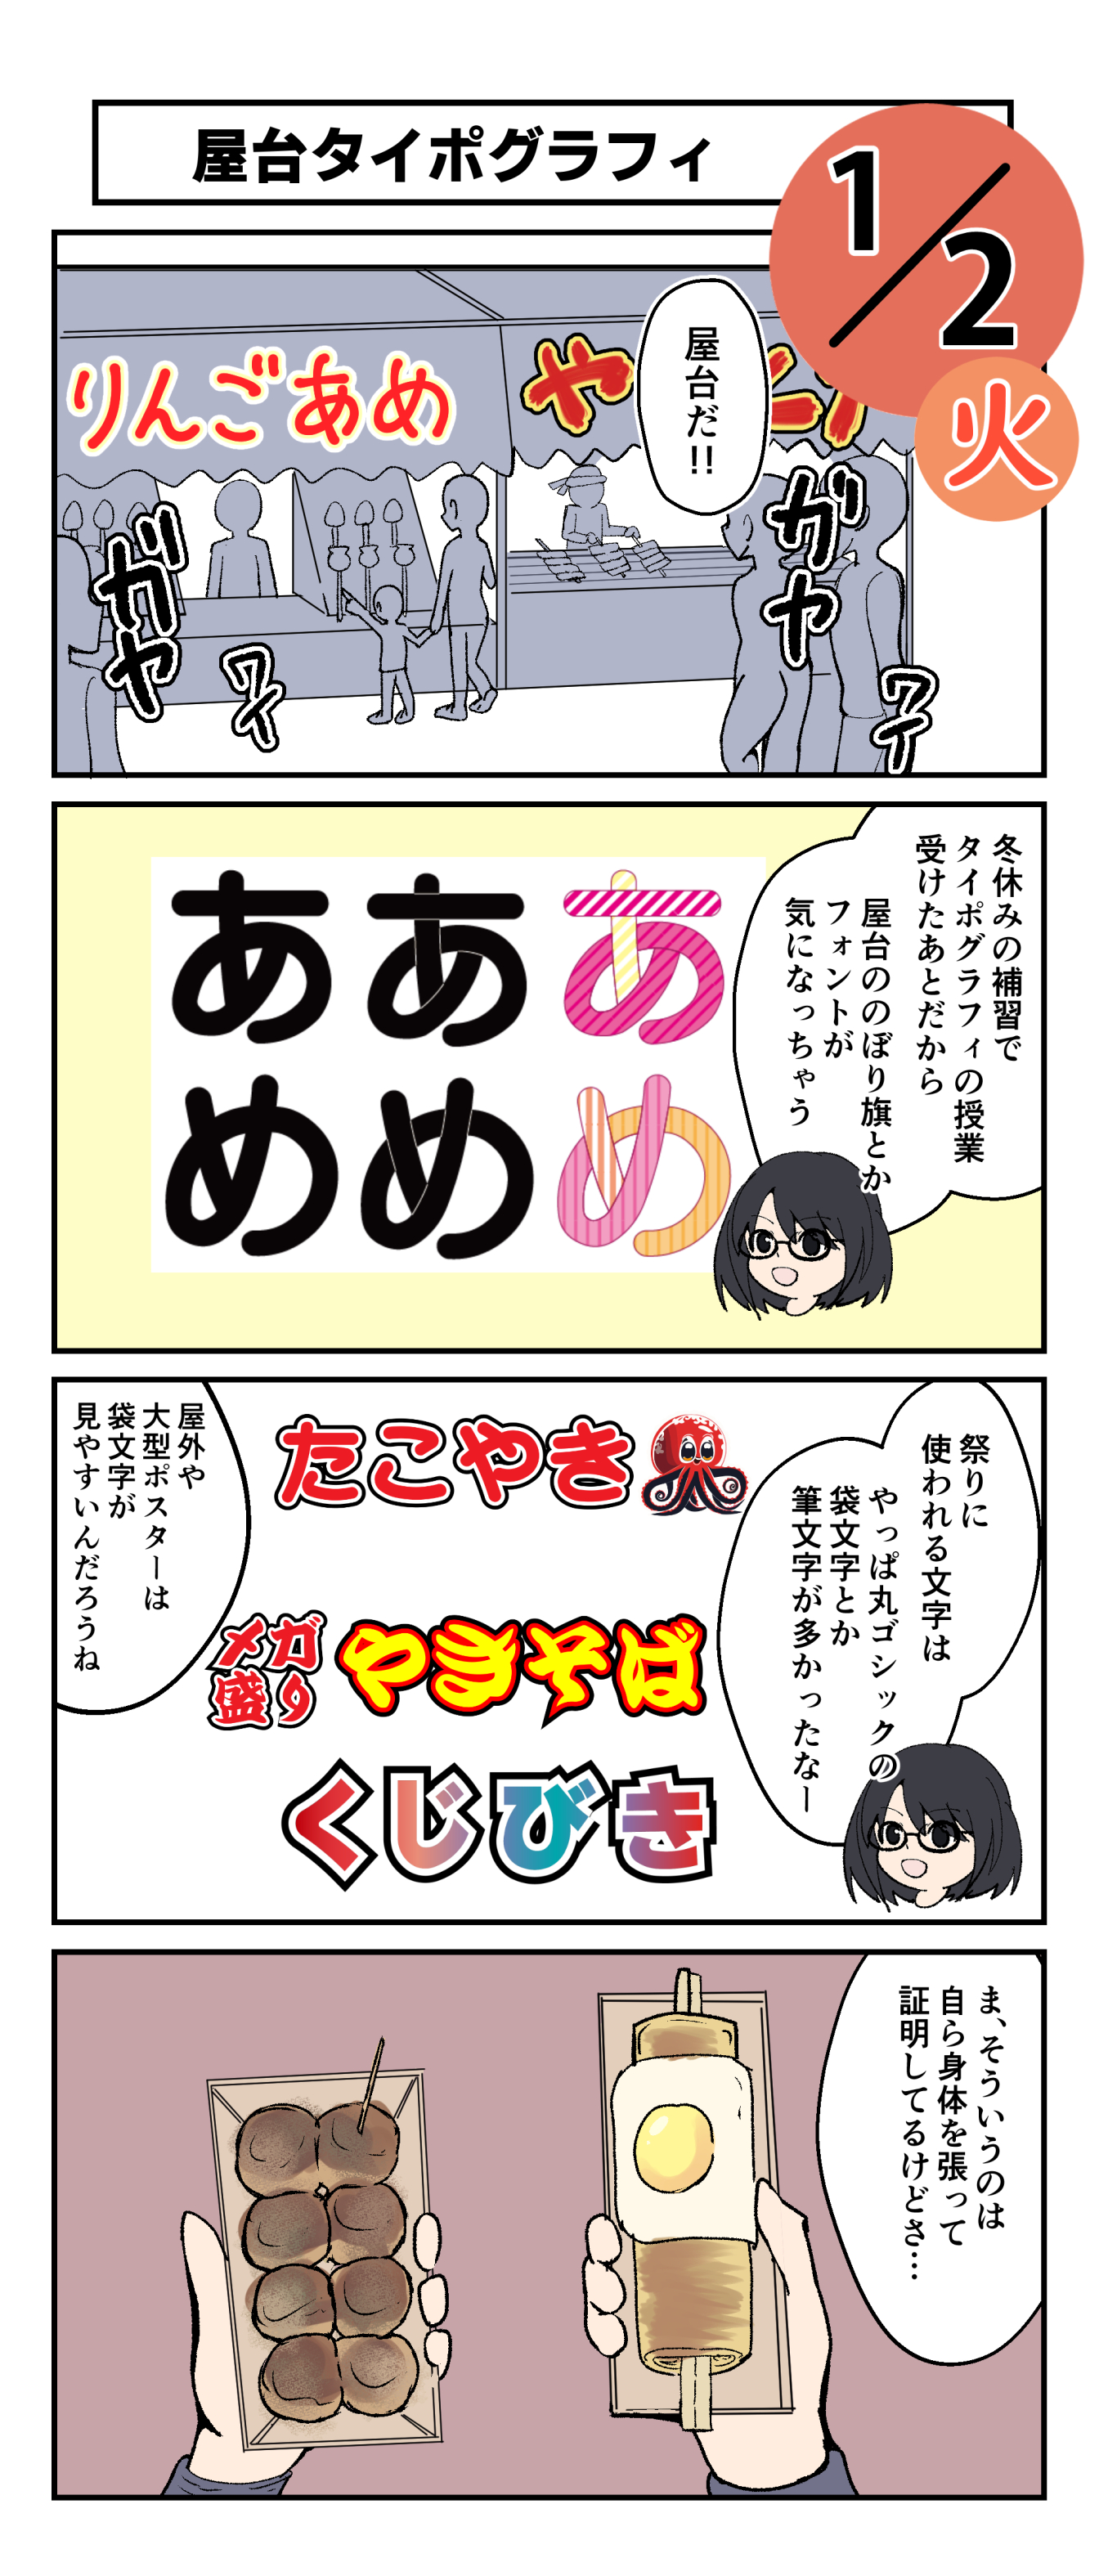 屋台タイポグラフィ
1/2
火
屋台だ!!
りんごあめ
や
ガヤ
ガヤ
ワイ
ワイ
冬休みの補習で
タイポグラフィの授業
受けたあとだから
屋台ののぼり旗とか
フォントが
気になっちゃう
あああ
めめめ
祭りに
使われる文字は
やっぱ丸ゴシックの
袋文字とか
筆文字が多かったなー
たこやき
メガ
盛り
やきそば
くじびき
屋外や
大型ポスターは
袋文字が
見やすいんだろうね
ま、そういうのは
自ら身体を張って
証明してるけどさ…